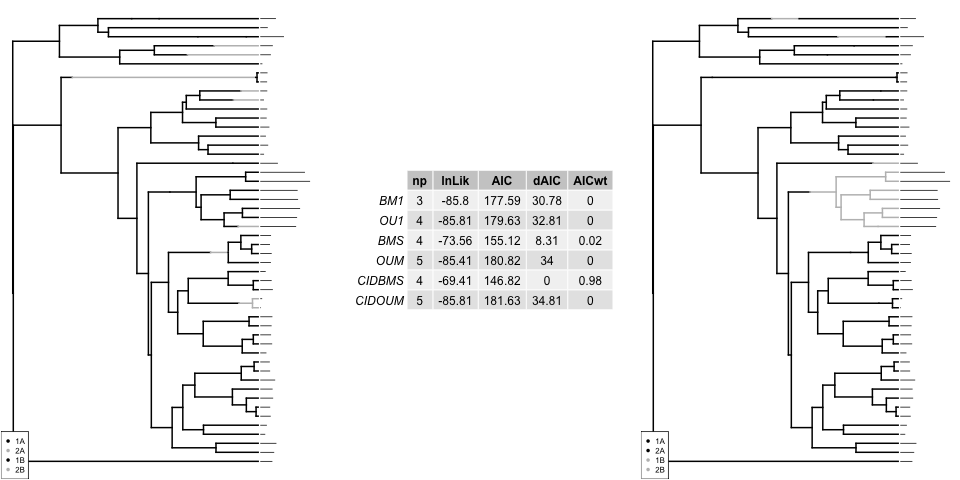 np lnLik AIC dAIC AICwt
BM1 3 -85.8 177.59 30.78 0
OU1 4 -85.81 179.63 32.81 0
BMS 4 -73.56 155.12 8.31 0.02
OUM 5 -85.41 180.82 34 0
CIDBMS 4 -69.41 146.82 0 0.98
CIDOUM 5 -85.81 181.63 34.81 0
1A
2A
1B
2B
1A
2A
1B
2B